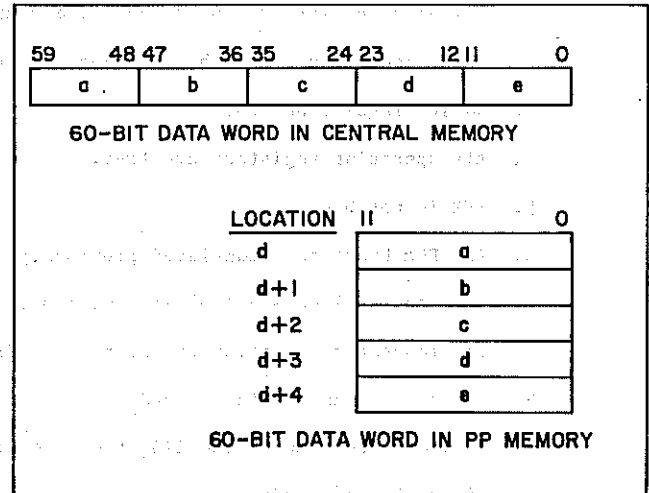 59 48 47 36 35 24 23 12 11 0
a b c d e
60-BIT DATA WORD IN CENTRAL MEMORY
LOCATION 11 0
d a
d+1 b
d+2 c
d+3 d
d+4 e
60-BIT DATA WORD IN PP MEMORY